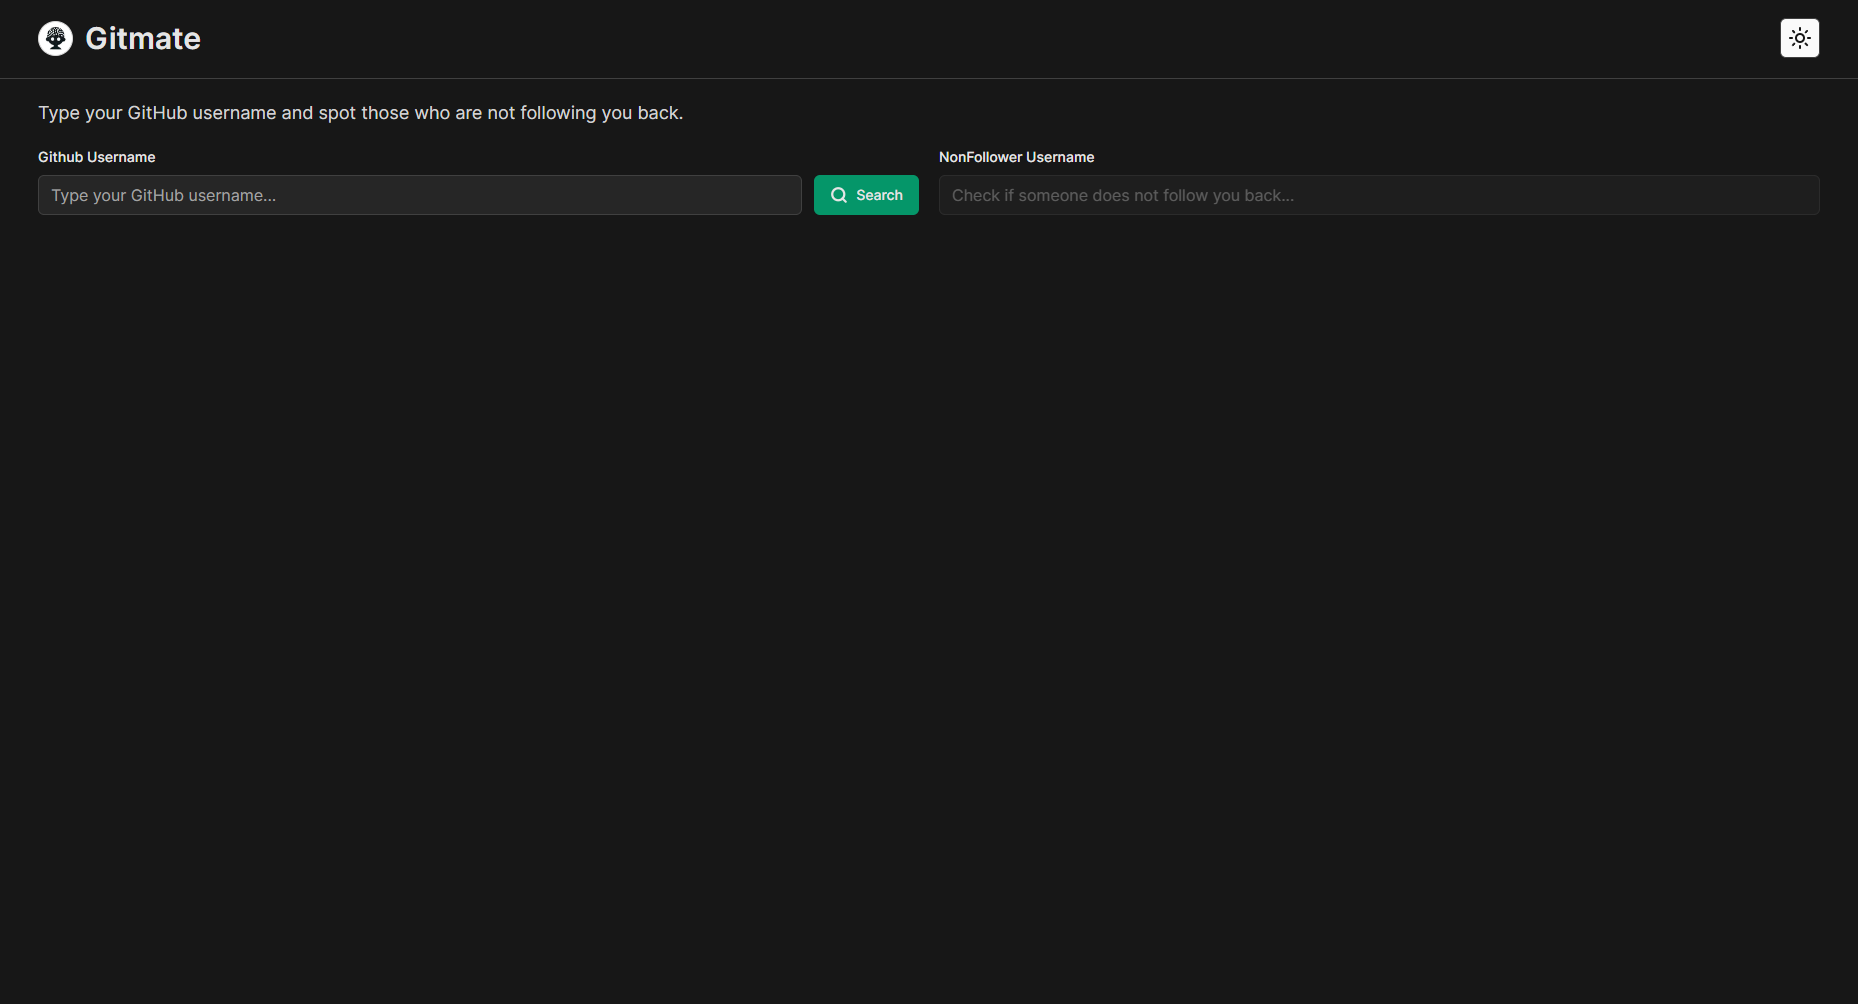 Gitmate
Type your GitHub username and spot those who are not following you back.
Github Username
NonFollower Username
Type your GitHub username...
Search
Check if someone does not follow you back...